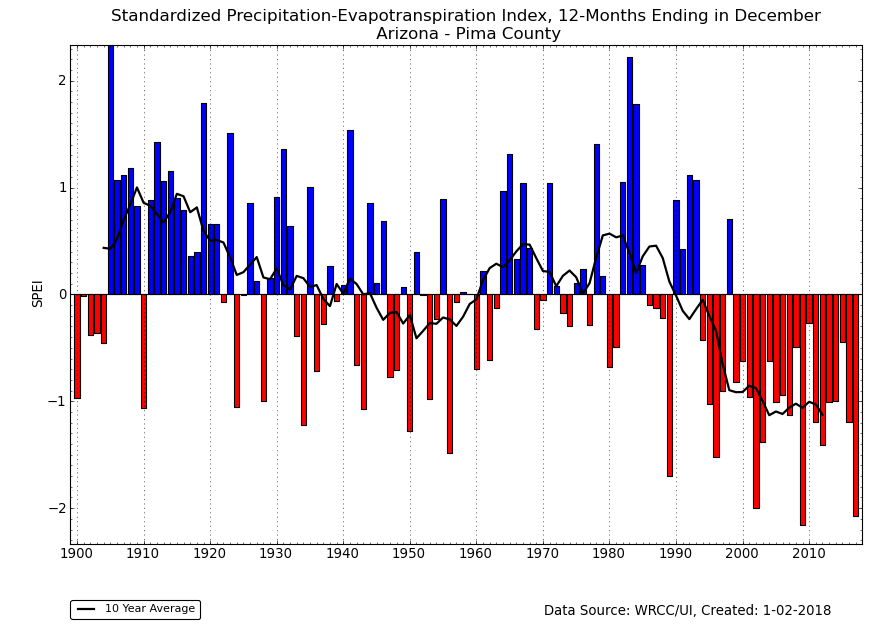 Standardized Precipitation-Evapotranspiration Index, 12-Months Ending in December
Arizona - Pima County
2
1
0
−1
−2
SPEI
1900 1910 1920 1930 1940 1950 1960 1970 1980 1990 2000 2010
10 Year Average
Data Source: WRCC/UI, Created: 1-02-2018